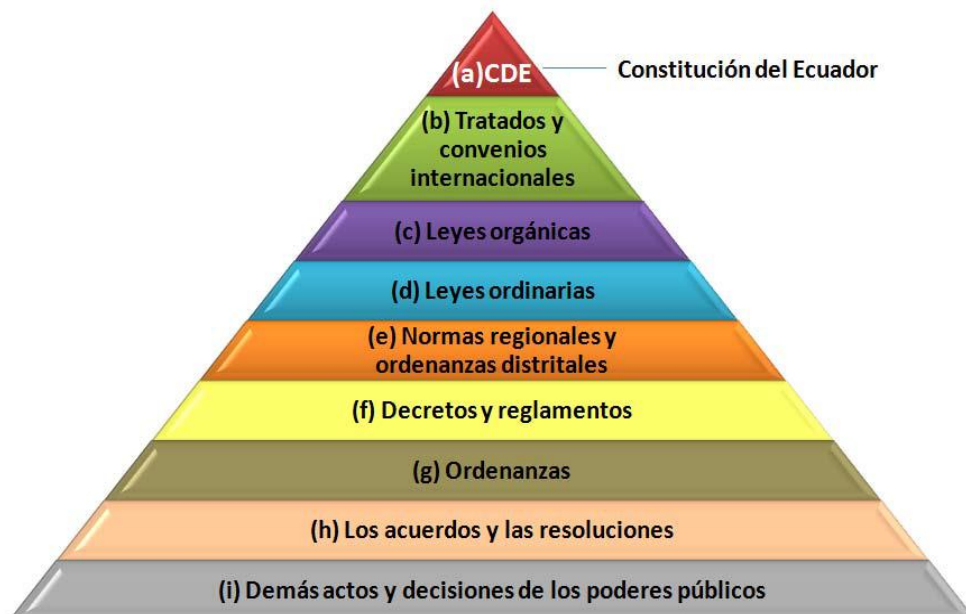 (a)CDE
Constitución del Ecuador
(b) Tratados y
convenios
internacionales
(c) Leyes orgánicas
(d) Leyes ordinarias
(e) Normas regionales y
ordenanzas distritales
(f) Decretos y reglamentos
(g) Ordenanzas
(h) Los acuerdos y las resoluciones
(i) Demás actos y decisiones de los poderes públicos